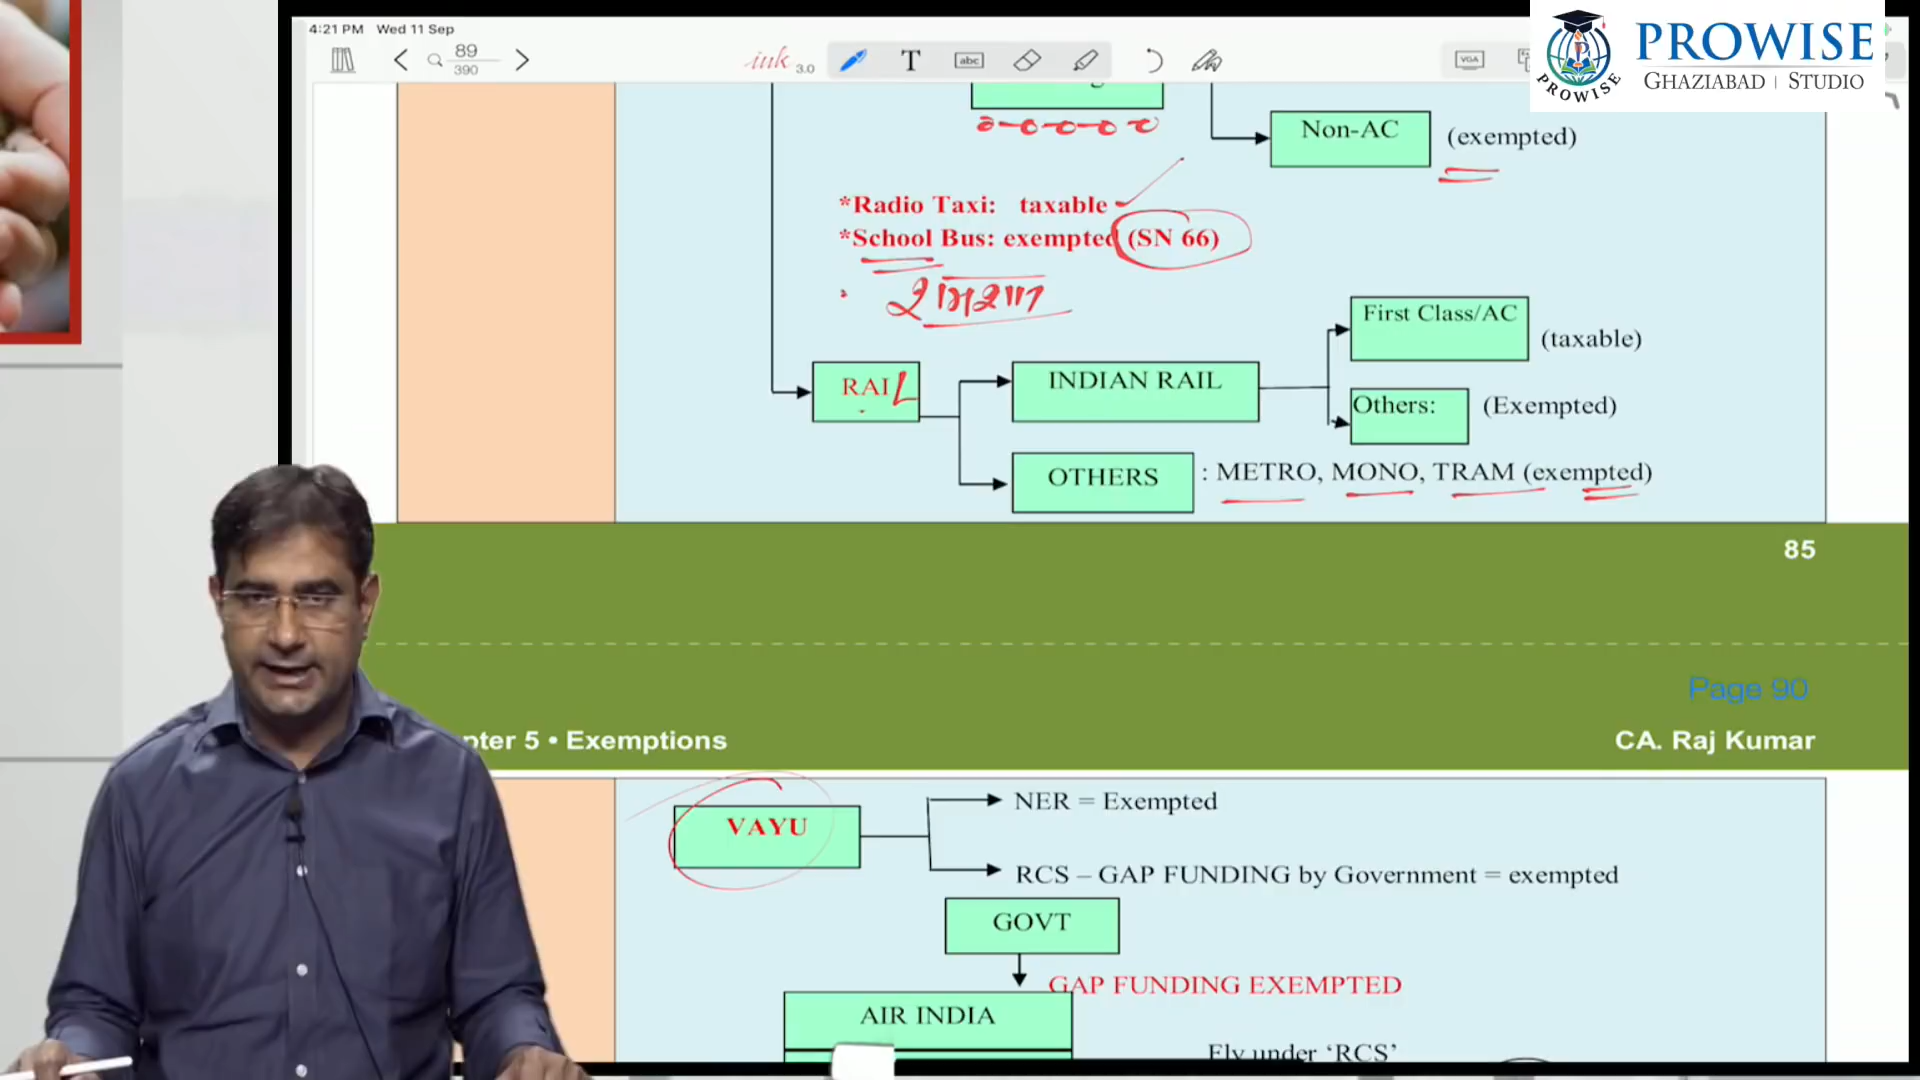 4:21 PM Wed 11 Sep
PROWISE
GHAZIABAD | STUDIO
PROWISE
89
390
ink 3.0
T
abc
VGA
Non-AC
(exempted)
*Radio Taxi: taxable
*School Bus: exempted (SN 66)
First Class/AC
(taxable)
RAIL
INDIAN RAIL
Others:
(Exempted)
OTHERS
: METRO, MONO, TRAM (exempted)
85
Page 90
pter 5 • Exemptions
CA. Raj Kumar
VAYU
NER = Exempted
RCS – GAP FUNDING by Government = exempted
GOVT
GAP FUNDING EXEMPTED
AIR INDIA
Fly under ‘RCS’